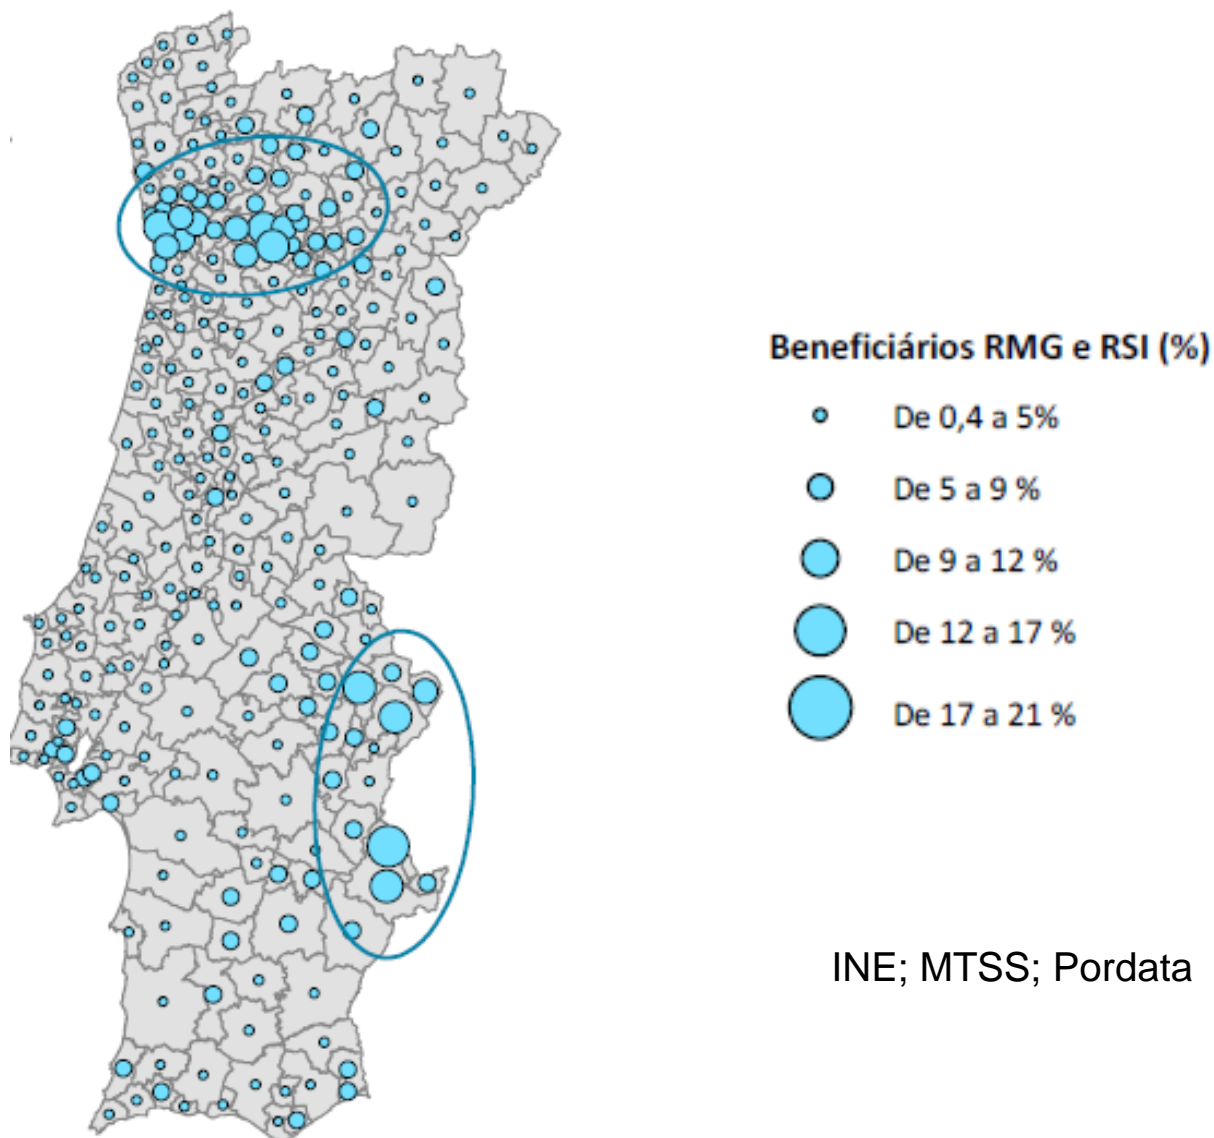 Beneficiários RMG e RSI (%)
De 0,4 a 5%
De 5 a 9 %
De 9 a 12 %
De 12 a 17 %
De 17 a 21 %
INE; MTSS; Pordata